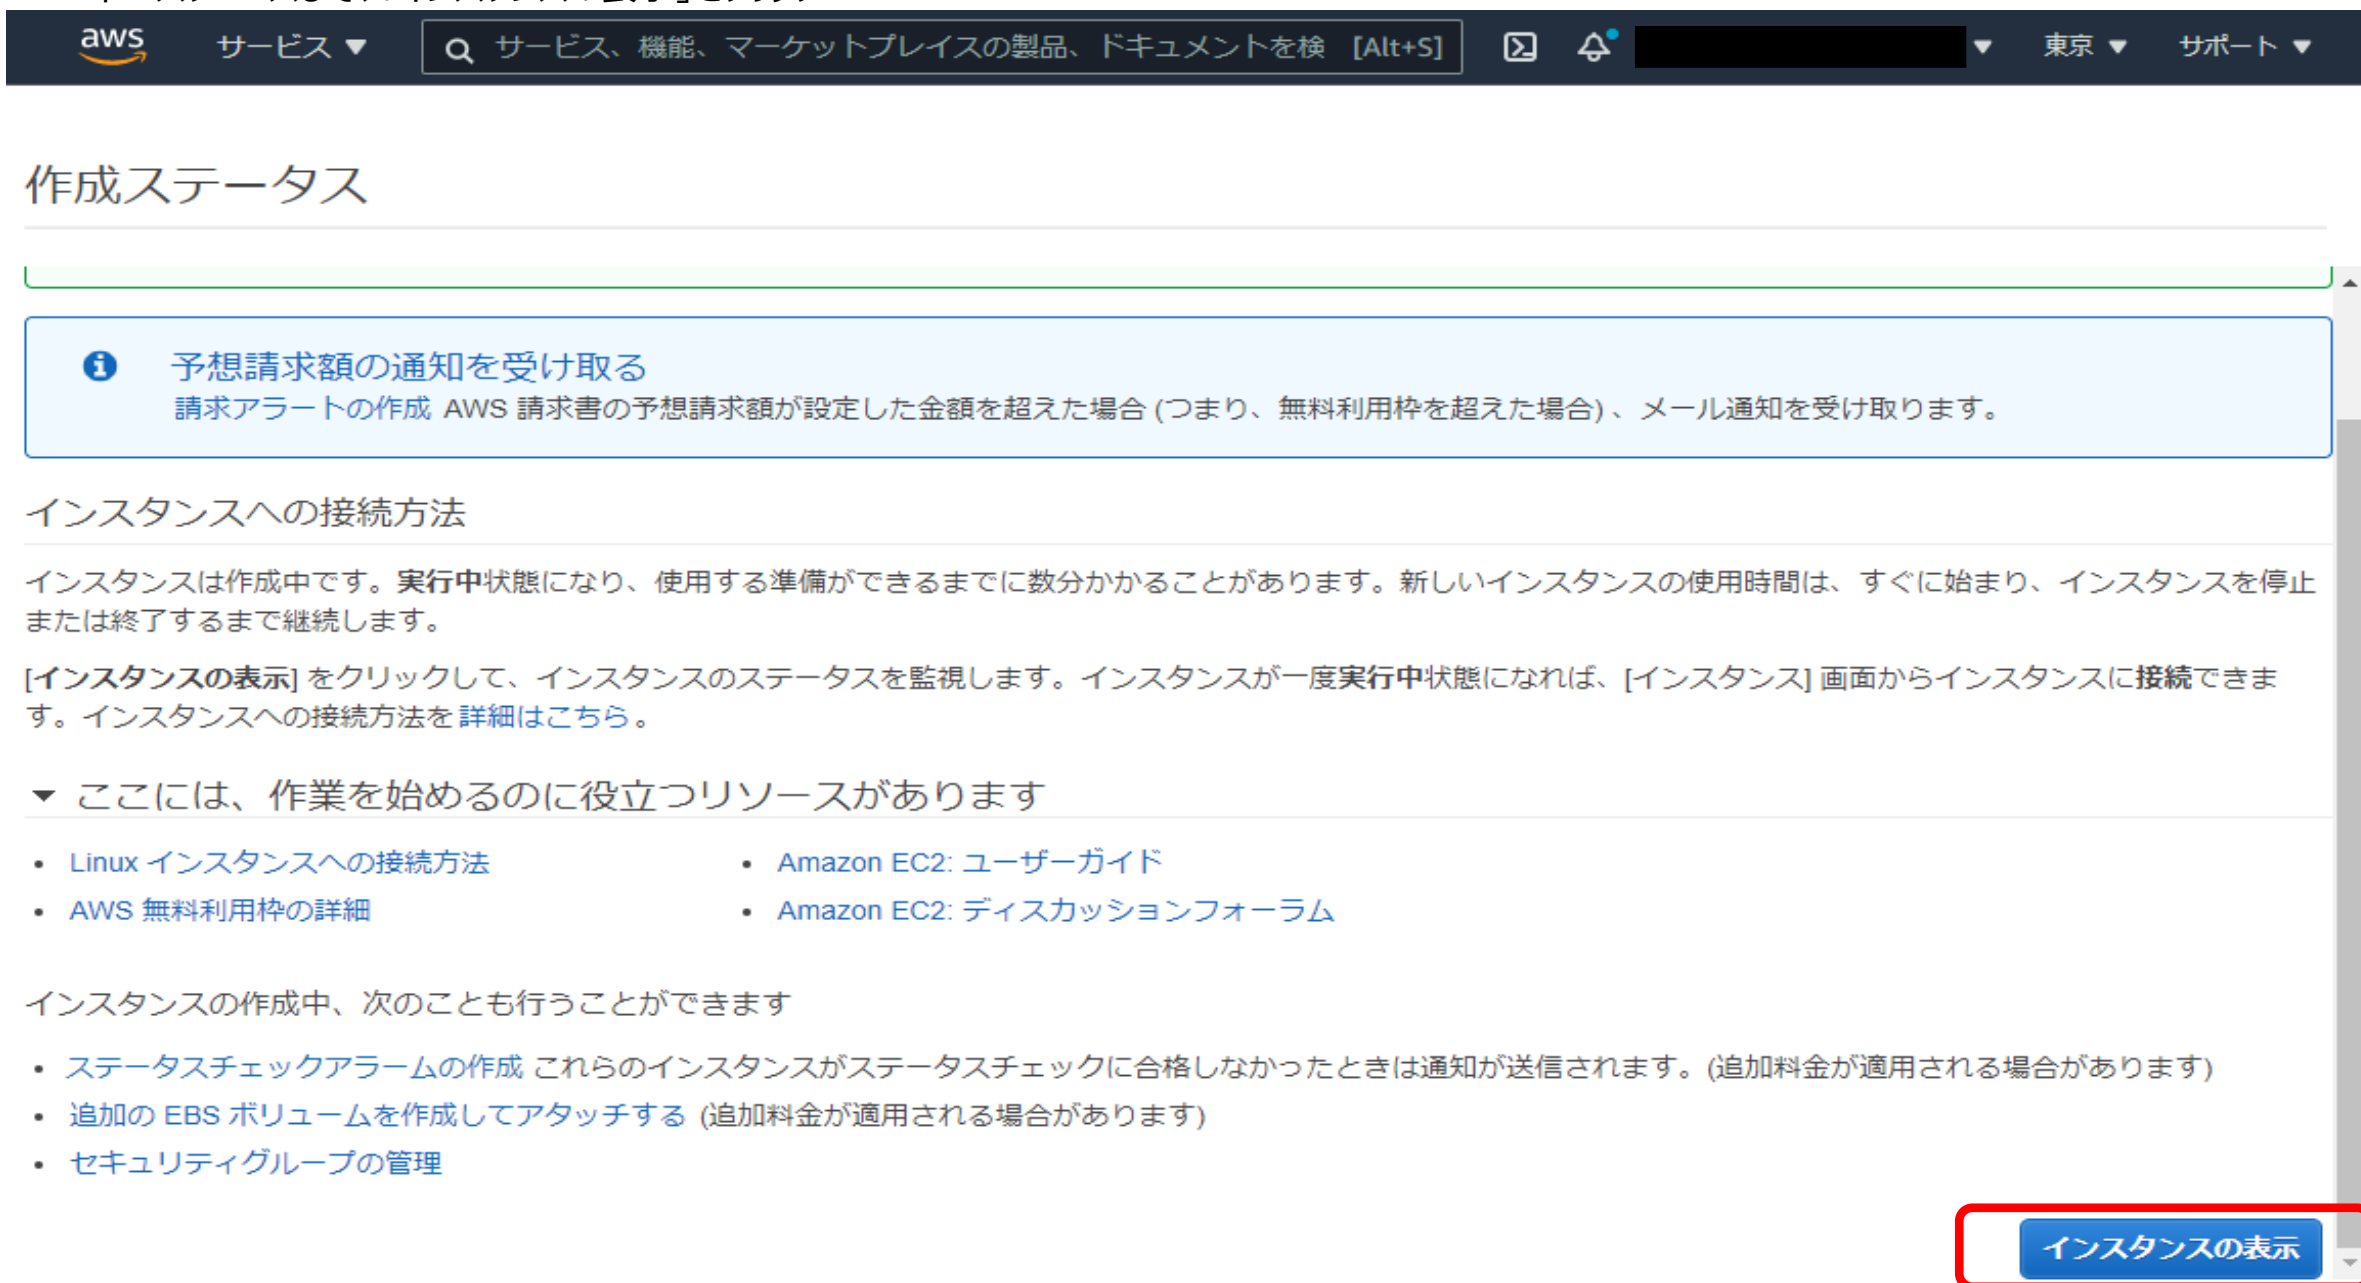 aws サービス ▼ サービス、機能、マーケットプレイスの製品、ドキュメントを検 [Alt+S] ▼ 東京 ▼ サポート ▼
作成ステータス
予想請求額の通知を受け取る
請求アラートの作成 AWS 請求書の予想請求額が設定した金額を超えた場合 (つまり、無料利用枠を超えた場合) 、メール通知を受け取ります。
インスタンスへの接続方法
インスタンスは作成中です。実行中状態になり、使用する準備ができるまでに数分かかることがあります。新しいインスタンスの使用時間は、すぐに始まり、インスタンスを停止
または終了するまで継続します。
[インスタンスの表示] をクリックして、インスタンスのステータスを監視します。インスタンスが一度実行中状態になれば、[インスタンス] 画面からインスタンスに接続できま
す。インスタンスへの接続方法を 詳細はこちら。
▼ ここには、作業を始めるのに役立つリソースがあります
• Linux インスタンスへの接続方法
• Amazon EC2: ユーザーガイド
• AWS 無料利用枠の詳細
• Amazon EC2: ディスカッションフォーラム
インスタンスの作成中、次のことも行うことができます
• ステータスチェックアラームの作成 これらのインスタンスがステータスチェックに合格しなかったときは通知が送信されます。(追加料金が適用される場合があります)
• 追加の EBS ボリュームを作成してアタッチする (追加料金が適用される場合があります)
• セキュリティグループの管理
インスタンスの表示